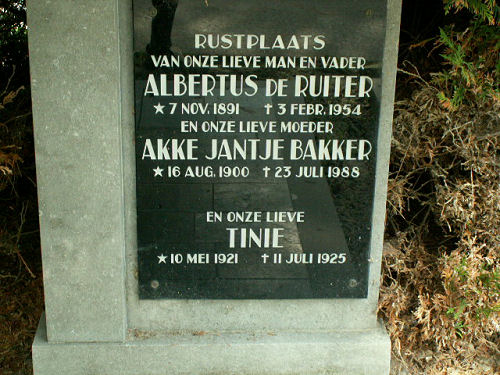 RUSTPLAATS
VAN ONZE LIEVE MAN EN VADER
ALBERTUS DE RUITER
★ 7 NOV. 1891 ✝ 3 FEBR. 1954
EN ONZE LIEVE MOEDER
AKKE JANTJE BAKKER
★ 16 AUG. 1900 ✝ 23 JULI 1988
EN ONZE LIEVE
TINIE
★ 10 MEI 1921 ✝ 11 JULI 1925